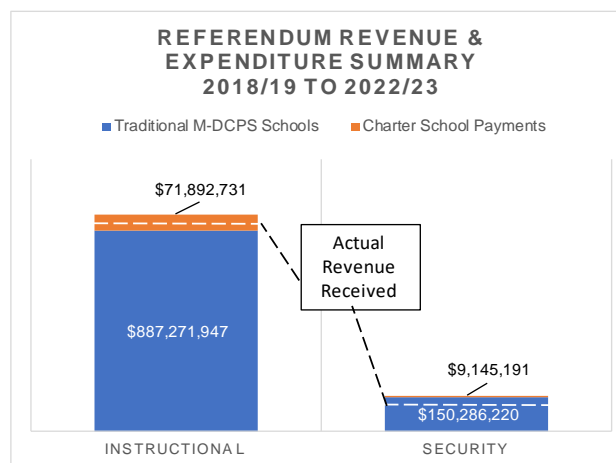 REFERENDUM REVENUE &
EXPENDITURE SUMMARY
2018/19 TO 2022/23
Traditional M-DCPS Schools
Charter School Payments
$71,892,731
Actual
Revenue
Received
$887,271,947
$9,145,191
$150,286,220
INSTRUCTIONAL
SECURITY